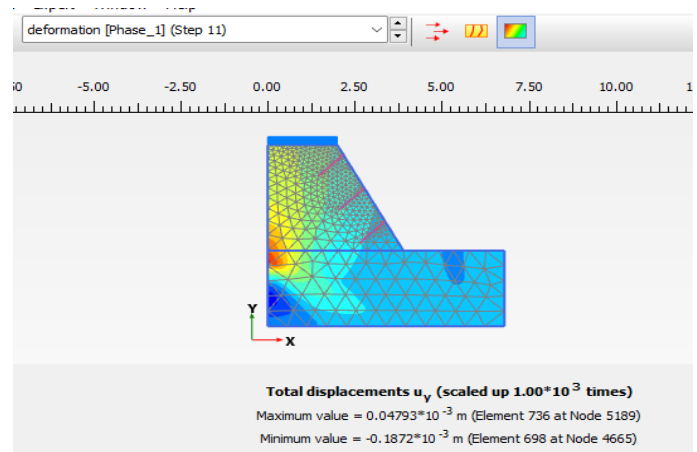 deformation [Phase_1] (Step 11)
-5.00 -2.50 0.00 2.50 5.00 7.50 10.00
Y
X
Total displacements u_y (scaled up 1.00*10^3 times)
Maximum value = 0.04793*10^-3 m (Element 736 at Node 5189)
Minimum value = -0.1872*10^-3 m (Element 698 at Node 4665)